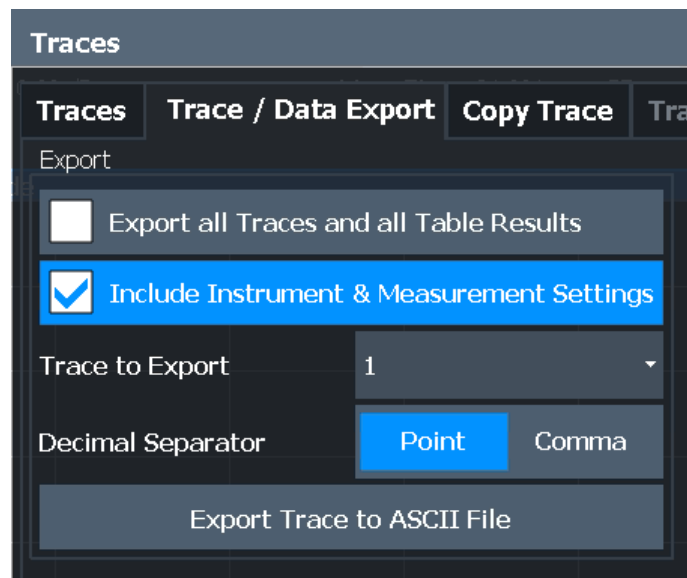 Traces
Traces Trace / Data Export Copy Trace Tra
Export
Export all Traces and all Table Results
Include Instrument & Measurement Settings
Trace to Export 1
Decimal Separator Point Comma
Export Trace to ASCII File